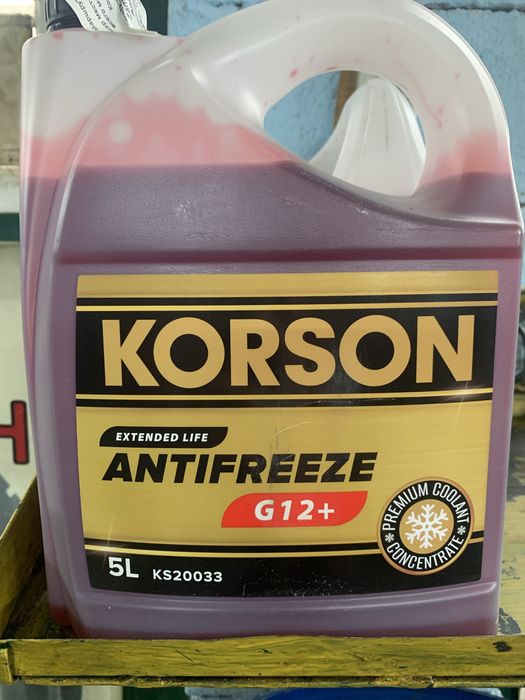 KORSON
EXTENDED LIFE
ANTIFREEZE
G12+
PREMIUM COOLANT
CONCENTRATE
5L KS20033